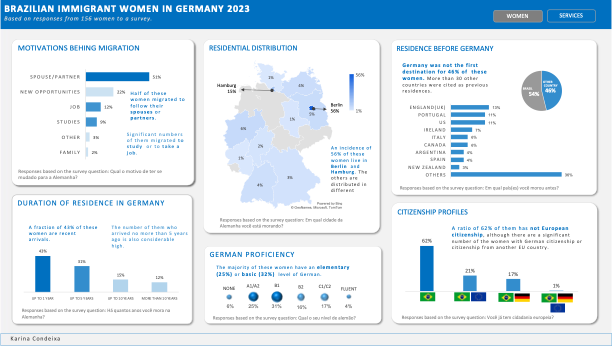 BRAZILIAN IMMIGRANT WOMEN IN GERMANY 2023
Based on responses from 156 women to a survey.
WOMEN
SERVICES
MOTIVATIONS BEHING MIGRATION
SPOUSE/PARTNER 51%
NEW OPPORTUNITIES 22%
JOB 12%
STUDIES 9%
OTHER 3%
FAMILY 2%
Half of these
women migrated to
follow their
spouses or
partners.
Significant numbers
of them migrated to
study, or to take a
job.
Responses based on the survey question: Qual o motivo de ter se
mudado para a Alemanha?
RESIDENTIAL DISTRIBUTION
Hamburg
15%
Berlin
56%
56%
1%
3%
4%
1%
5%
6%
2%
1%
2%
4%
3%
An incidence of
56% of these
women live in
Berlin and
Hamburg. The
others are
distributed in
different
Powered by Bing
© GeoNames, Microsoft, TomTom
Responses based on the survey question: Em qual cidade da
Alemanha você está morando?
RESIDENCE BEFORE GERMANY
Germany was not the first
destination for 46% of these
women. More than 30 other
countries were cited as previous
residences.
BRAZIL
54%
OTHER
COUNTRY
46%
ENGLAND(UK) 13%
PORTUGAL 11%
US 11%
IRELAND 7%
ITALY 6%
CANADA 6%
ARGENTINA 4%
SPAIN 4%
NEW ZEALAND 3%
OTHERS 36%
Responses based on the survey question: Em qual país(es) você morou antes?
DURATION OF RESIDENCE IN GERMANY
A fraction of 43% of these
women are recent
arrivals.
The number of them who
arrived no more than 5 years
ago is also considerable
high.
43%
33%
15%
12%
UP TO 1 YEAR
UP TO 5 YEARS
UP TO 10 YEARS
MORE THAN 10 YEARS
Responses based on the survey question: Há quantos anos você mora na
Alemanha?
GERMAN PROFICIENCY
The majority of these women have an elementary
(25%) or basic (32%) level of German.
NONE A1/A2 B1 B2 C1/C2 FLUENT
6% 25% 31% 16% 17% 4%
Responses based on the survey question: Qual o seu nível da alemão?
CITIZENSHIP PROFILES
A ratio of 62% of them has not European
citizenship, although there are a significant
number of the women with German citizenship or
citizenship from another EU country.
62%
21%
17%
1%
Responses based on the survey question: Você já tem cidadania europeia?
Karina Condeixa